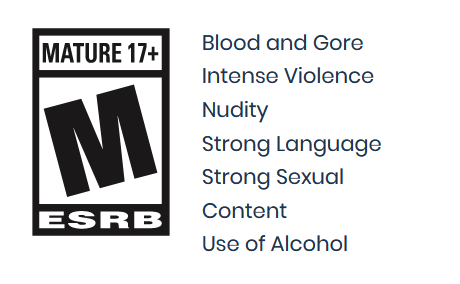 MATURE 17+
M
ESRB
Blood and Gore
Intense Violence
Nudity
Strong Language
Strong Sexual
Content
Use of Alcohol